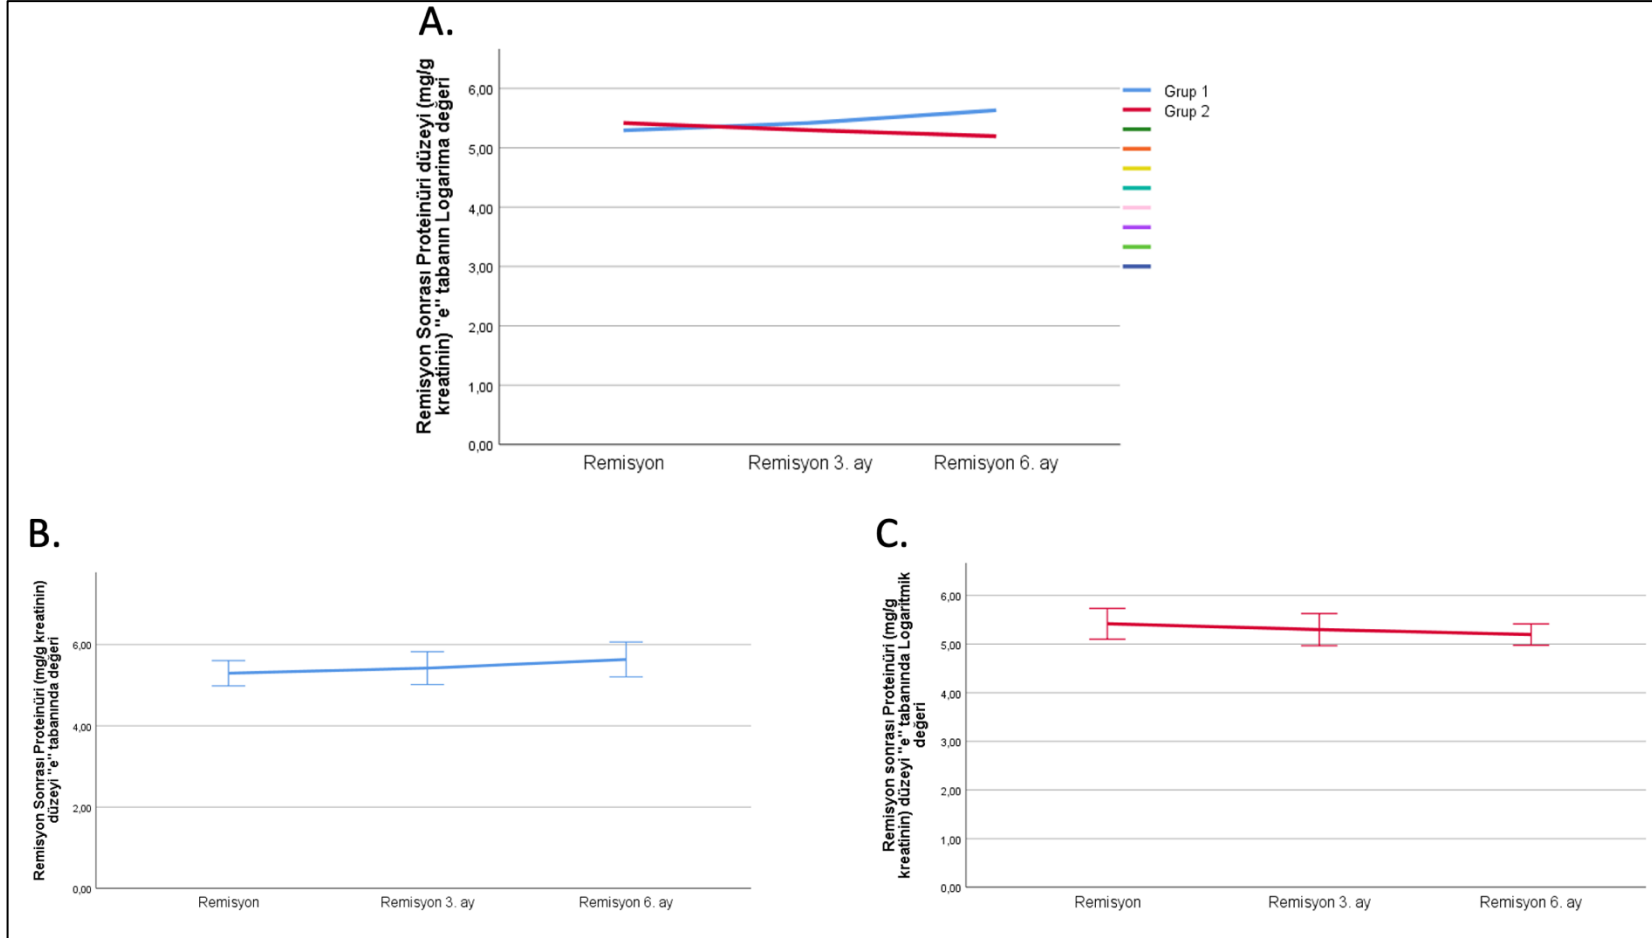 A.
Remisyon Sonrası Proteinüri düzeyi (mg/g
kreatinin) "e" tabanın Logarima değeri
6,00
5,00
4,00
3,00
2,00
1,00
0,00
Remisyon
Remisyon 3. ay
Remisyon 6. ay
Grup 1
Grup 2
B.
Remisyon Sonrası Proteinüri (mg/g kreatinin)
düzeyi "e" tabanında değeri
6,00
4,00
2,00
0,00
Remisyon
Remisyon 3. ay
Remisyon 6. ay
C.
Remisyon sonrası Proteinüri (mg/g
kreatinin) düzeyi "e" tabanında Logaritmik
değeri
6,00
5,00
4,00
3,00
2,00
1,00
0,00
Remisyon
Remisyon 3. ay
Remisyon 6. ay